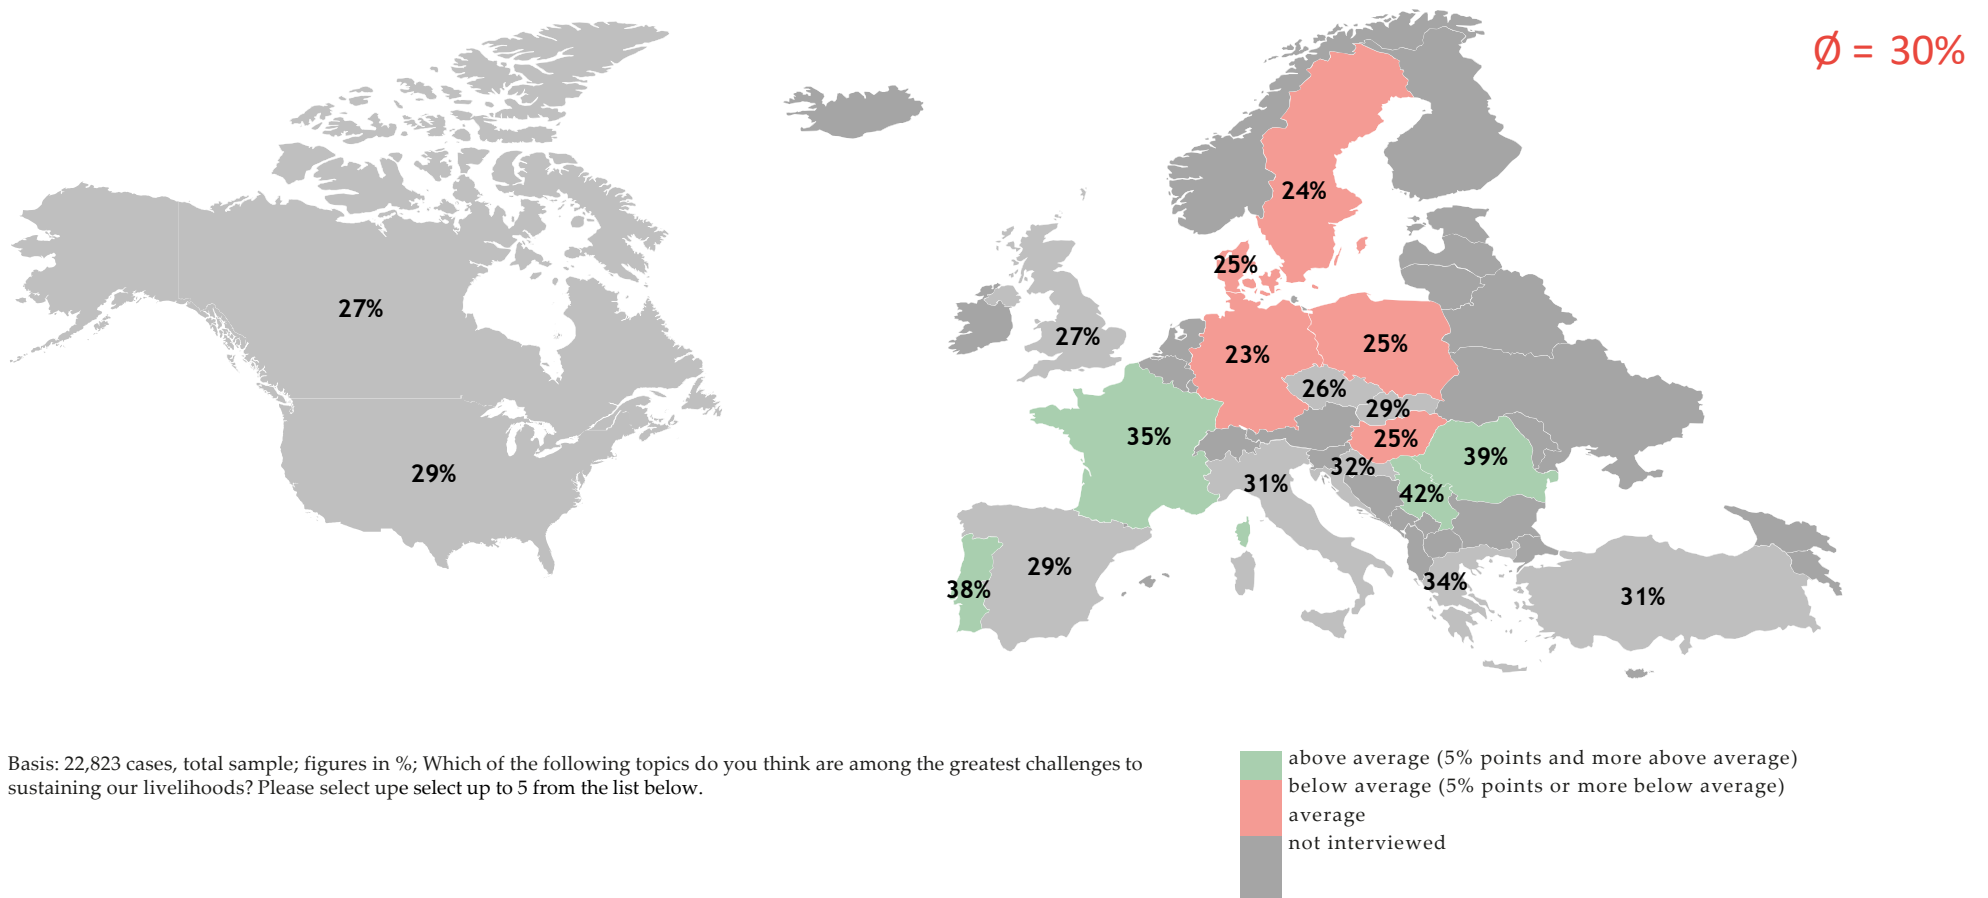 Ø = 30%
24%
25%
27%
27%
23%
25%
26%
29%
25%
35%
39%
32%
31%
42%
29%
29%
38%
34%
31%
Basis: 22,823 cases, total sample; figures in %; Which of the following topics do you think are among the greatest challenges to
sustaining our livelihoods? Please select upe select up to 5 from the list below.
above average (5% points and more above average)
below average (5% points or more below average)
average
not interviewed